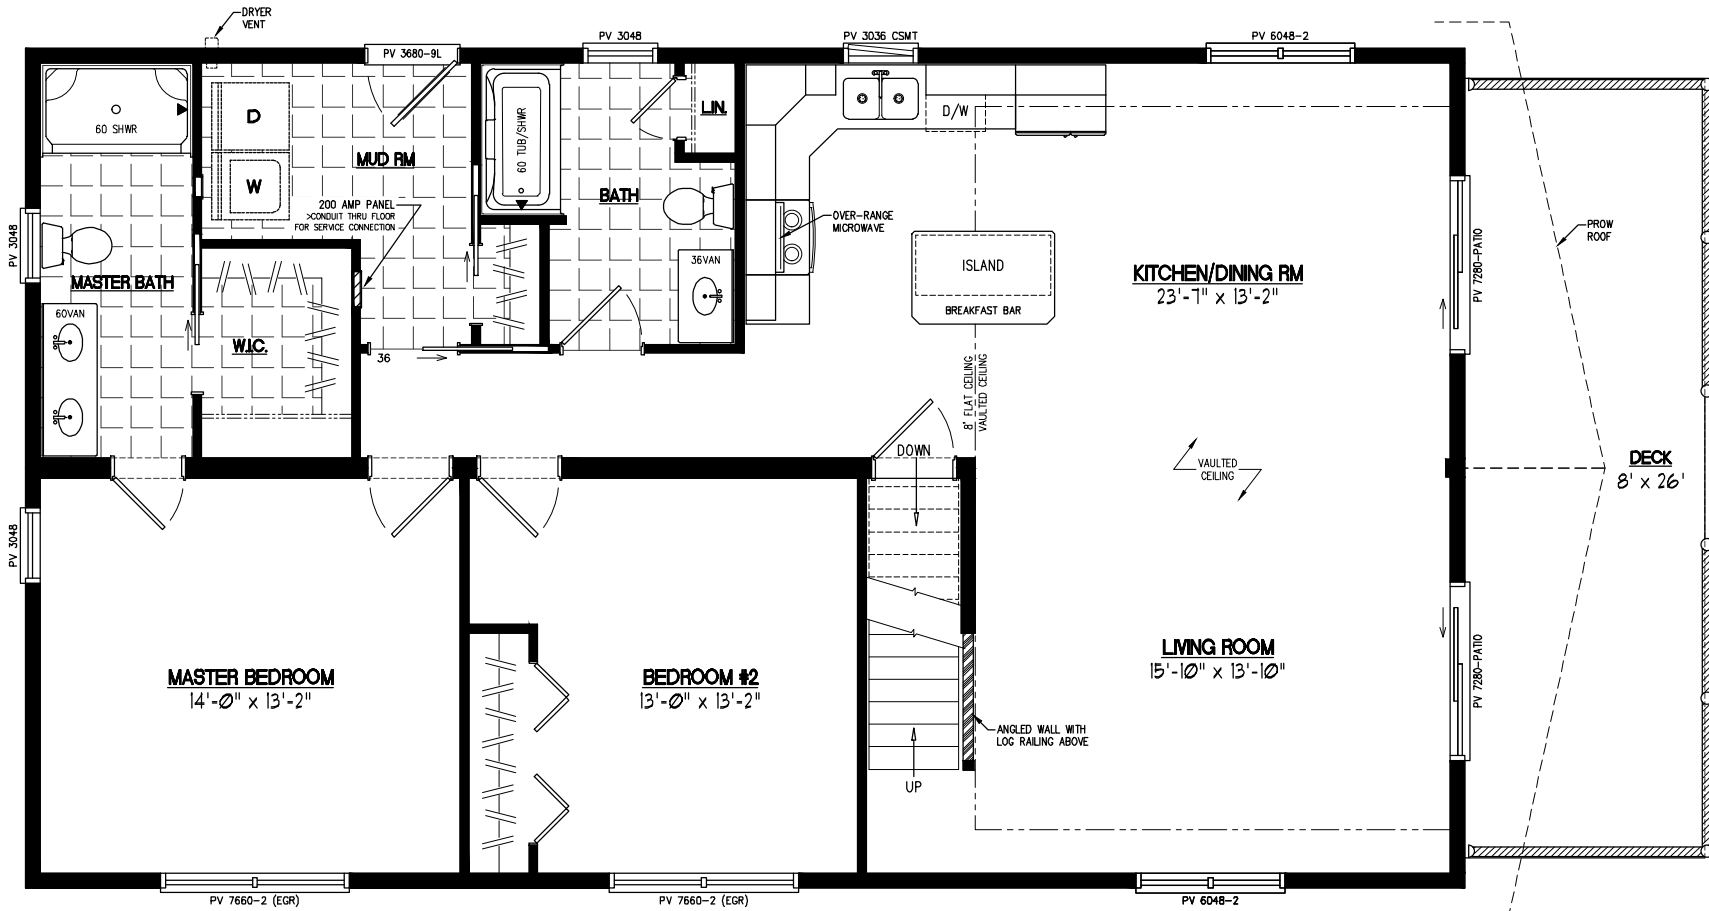 DRYER
VENT
PV 3680-9L
PV 3048
PV 3036 CSMT
PV 6048-2
60 SHWR
D
W
MUD RM
200 AMP PANEL
>CONDUIT THRU FLOOR
FOR SERVICE CONNECTION
60 TUB/SHWR
LIN.
BATH
36VAN
D/W
OVER-RANGE
MICROWAVE
ISLAND
BREAKFAST BAR
KITCHEN/DINING RM
23'-7" x 13'-2"
PV 7280-PATIO
PROW
ROOF
PV 3048
MASTER BATH
60VAN
W.I.C.
36
8' FLAT CEILING
VAULTED CEILING
DOWN
VAULTED
CEILING
DECK
8' x 26'
PV 3048
MASTER BEDROOM
14'-0" x 13'-2"
BEDROOM #2
13'-0" x 13'-2"
LIVING ROOM
15'-10" x 13'-10"
PV 7280-PATIO
ANGLED WALL WITH
LOG RAILING ABOVE
UP
PV 7660-2 (EGR)
PV 7660-2 (EGR)
PV 6048-2